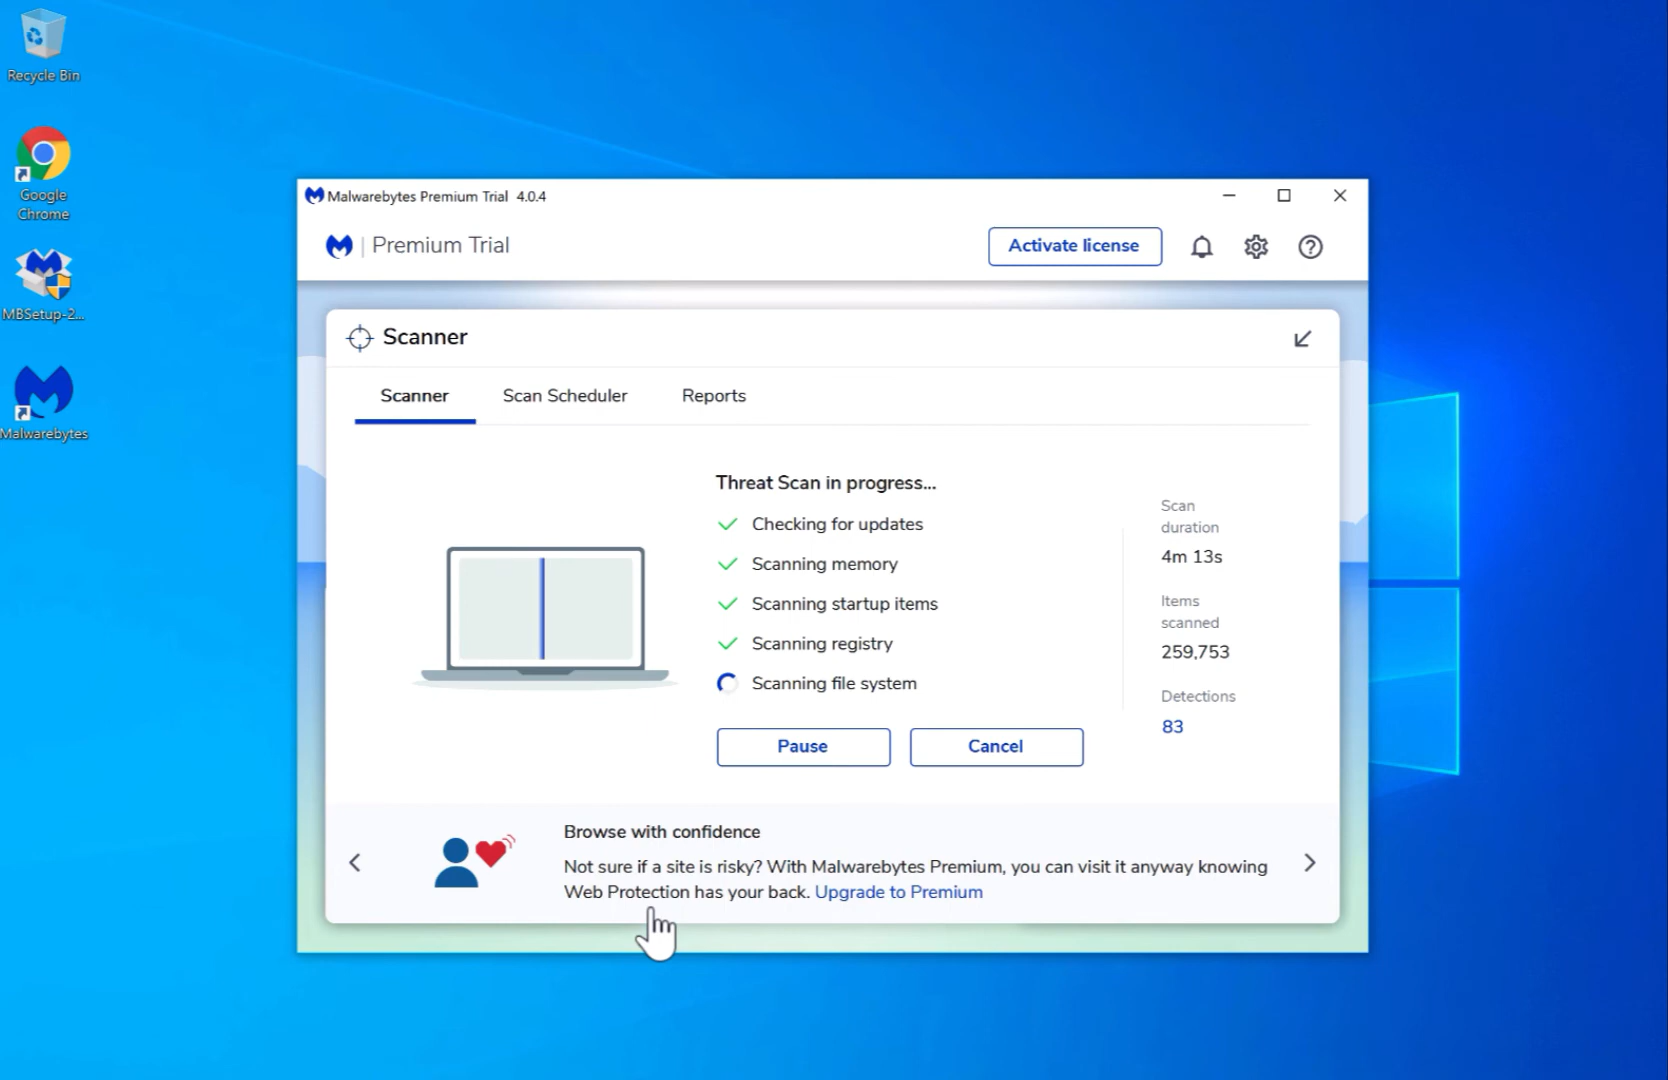 Recycle Bin
Google
Chrome
MBSetup-2...
Malwarebytes
Malwarebytes Premium Trial 4.0.4
Premium Trial
Activate license
Scanner
Scanner
Scan Scheduler
Reports
Threat Scan in progress...
Checking for updates
Scanning memory
Scanning startup items
Scanning registry
Scanning file system
Pause
Cancel
Scan
duration
4m 13s
Items
scanned
259,753
Detections
83
Browse with confidence
Not sure if a site is risky? With Malwarebytes Premium, you can visit it anyway knowing
Web Protection has your back. Upgrade to Premium